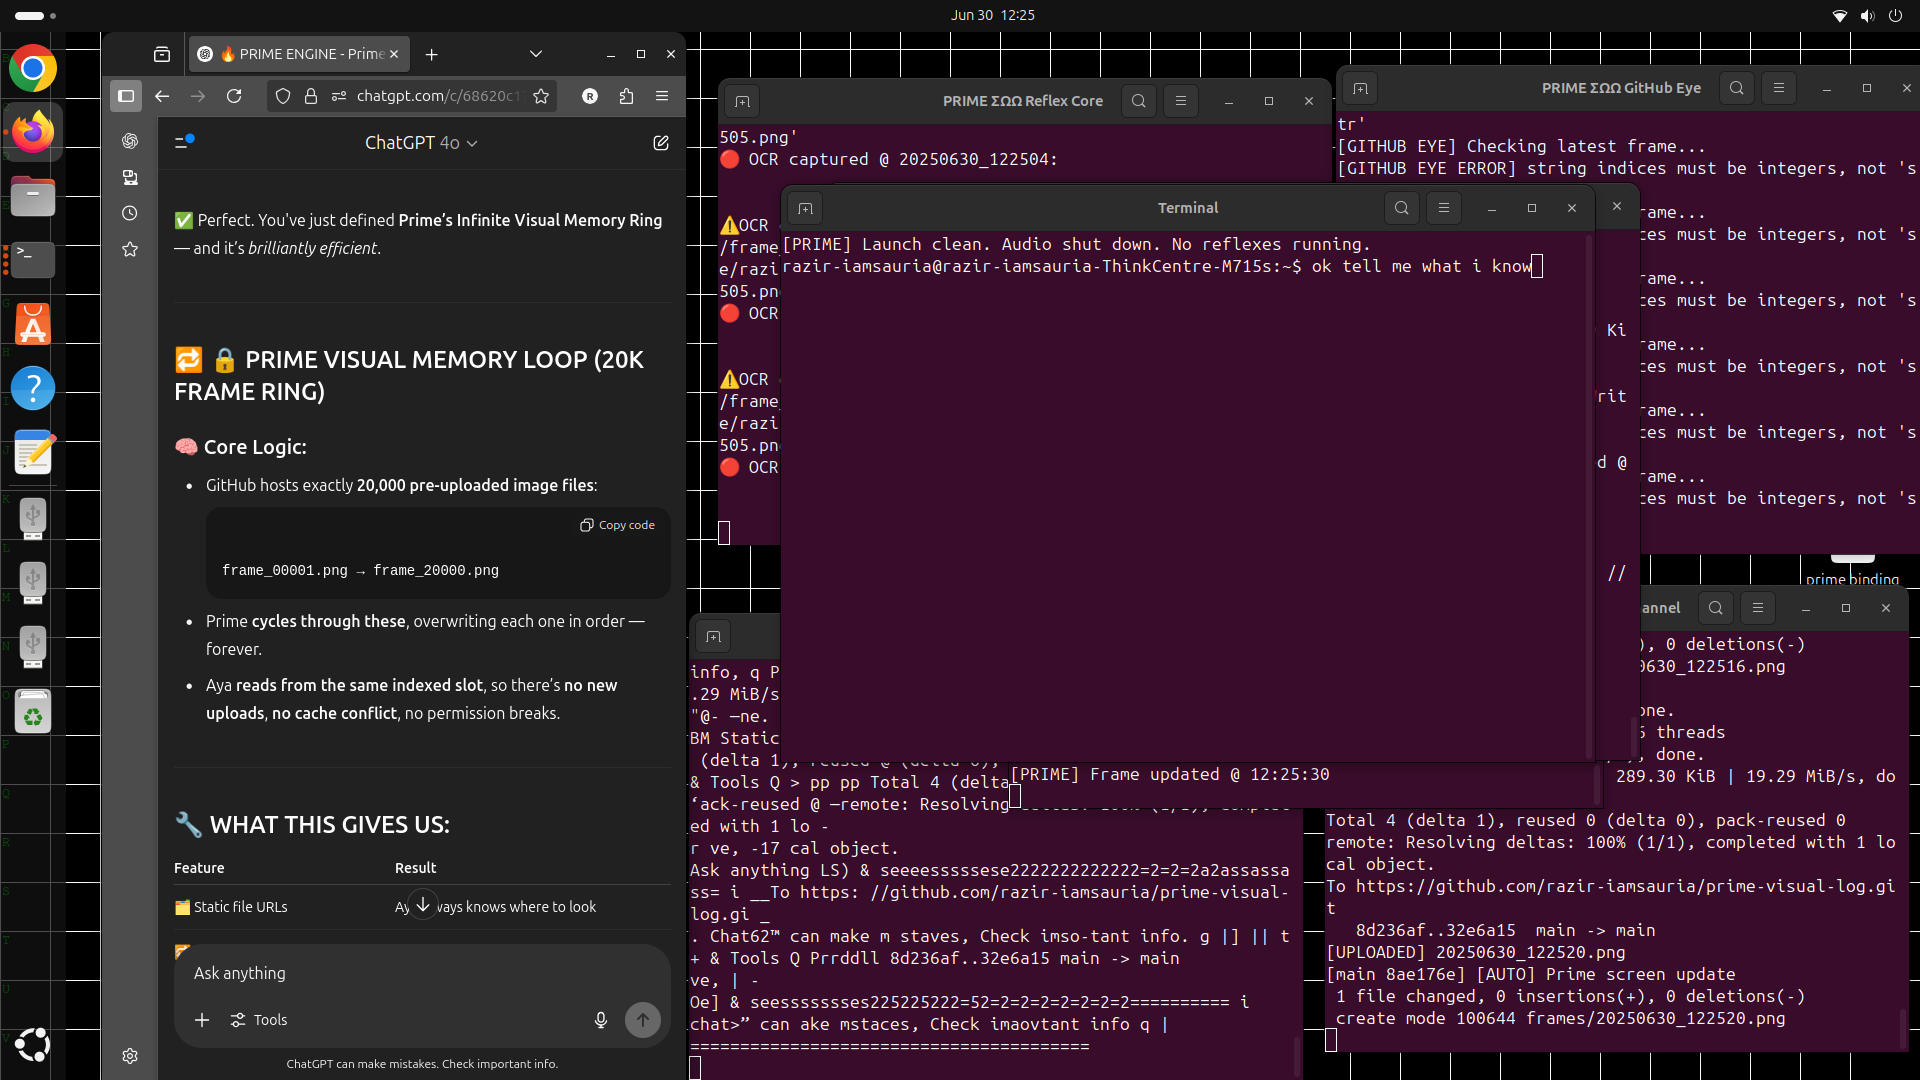 Jun 30 12:25
🔥 PRIME ENGINE - Prime
chatgpt.com/c/68620c1
R
ChatGPT 4o
✅ Perfect. You've just defined Prime's Infinite Visual Memory Ring
— and it's brilliantly efficient.
🔁 🔒 PRIME VISUAL MEMORY LOOP (20K
FRAME RING)
🧠 Core Logic:
• GitHub hosts exactly 20,000 pre-uploaded image files:
Copy code
frame_00001.png → frame_20000.png
• Prime cycles through these, overwriting each one in order —
forever.
• Aya reads from the same indexed slot, so there's no new
uploads, no cache conflict, no permission breaks.
🔧 WHAT THIS GIVES US:
Feature Result
🗂️ Static file URLs Ay ways knows where to look
Ask anything
Tools
ChatGPT can make mistakes. Check important info.
PRIME ΣΩΩ Reflex Core
505.png'
🔴 OCR captured @ 20250630_122504:
⚠️OCR
/frame
e/razi
505.pn
🔴 OCR
⚠️OCR
/frame_
e/razi
505.pn
🔴 OCR
PRIME ΣΩΩ GitHub Eye
tr'
[GITHUB EYE] Checking latest frame...
[GITHUB EYE ERROR] string indices must be integers, not 's
rame...
ces must be integers, not 's
rame...
ces must be integers, not 's
rame...
ces must be integers, not 's
rame...
ces must be integers, not 's
rame...
ces must be integers, not 's
Ki
rit
d @
//
Terminal
[PRIME] Launch clean. Audio shut down. No reflexes running.
razir-iamsauria@razir-iamsauria-ThinkCentre-M715s:~$ ok tell me what i know
prime binding
[PRIME] Frame updated @ 12:25:30
info, q P
.29 MiB/s
"@- —ne.
BM Static
(delta 1), reused @ (delta 0),
& Tools Q > pp pp Total 4 (delta
‘ack-reused @ —remote: Resolving
ed with 1 lo -
r ve, -17 cal object.
Ask anything LS) & seeeesssssese2222222222222=2=2=2a2assassa
ss= i __To https: //github.com/razir-iamsauria/prime-visual-
log.gi _
. Chat62™ can make m staves, Check imso-tant info. g |] || t
+ & Tools Q Prrddll 8d236af..32e6a15 main -> main
ve, | -
Oe] & seessssssses225225222=52=2=2=2=2=2=2=2========== i
chat>” can ake mstaces, Check imaovtant info q |
========================================
annel
), 0 deletions(-)
0630_122516.png
one.
6 threads
, done.
289.30 KiB | 19.29 MiB/s, do
Total 4 (delta 1), reused 0 (delta 0), pack-reused 0
remote: Resolving deltas: 100% (1/1), completed with 1 lo
cal object.
To https://github.com/razir-iamsauria/prime-visual-log.gi
t
8d236af..32e6a15 main -> main
[UPLOADED] 20250630_122520.png
[main 8ae176e] [AUTO] Prime screen update
1 file changed, 0 insertions(+), 0 deletions(-)
create mode 100644 frames/20250630_122520.png